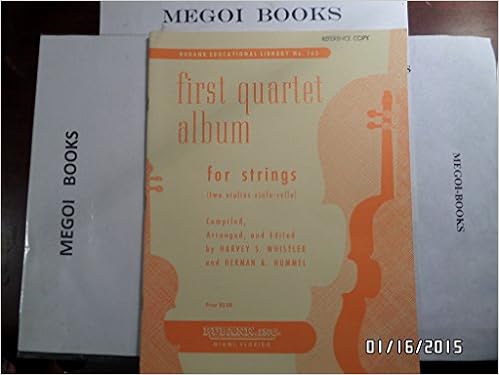 MEGOI BOOKS
REFERENCE COPY
RUBANK EDUCATIONAL LIBRARY No. 165
first quartet
album
for strings
(two violins-viola-cello)
Compiled,
Arranged, and Edited
by HARVEY S. WHISTLER
and HERMAN A. HUMMEL
RUBANK, INC.
MIAMI, FLORIDA
MEGOI BOOKS
MEGOI-BOOKS
01/16/2015